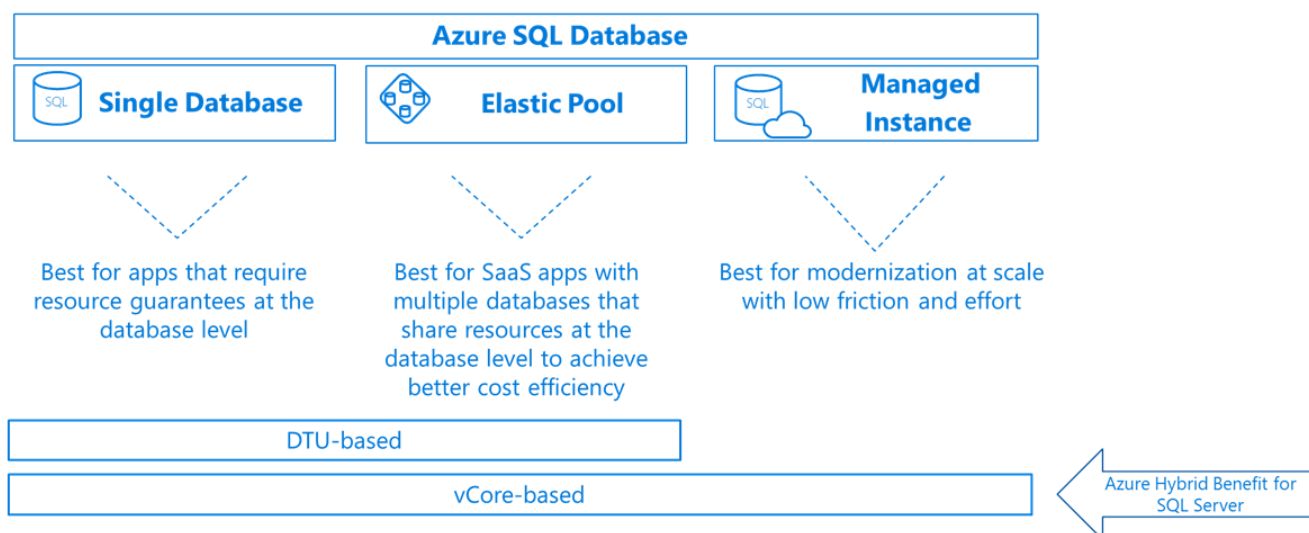 Azure SQL Database
SQL
Single Database
Elastic Pool
SQL
Managed
Instance
Best for apps that require
resource guarantees at the
database level
Best for SaaS apps with
multiple databases that
share resources at the
database level to achieve
better cost efficiency
Best for modernization at scale
with low friction and effort
DTU-based
vCore-based
Azure Hybrid Benefit for
SQL Server